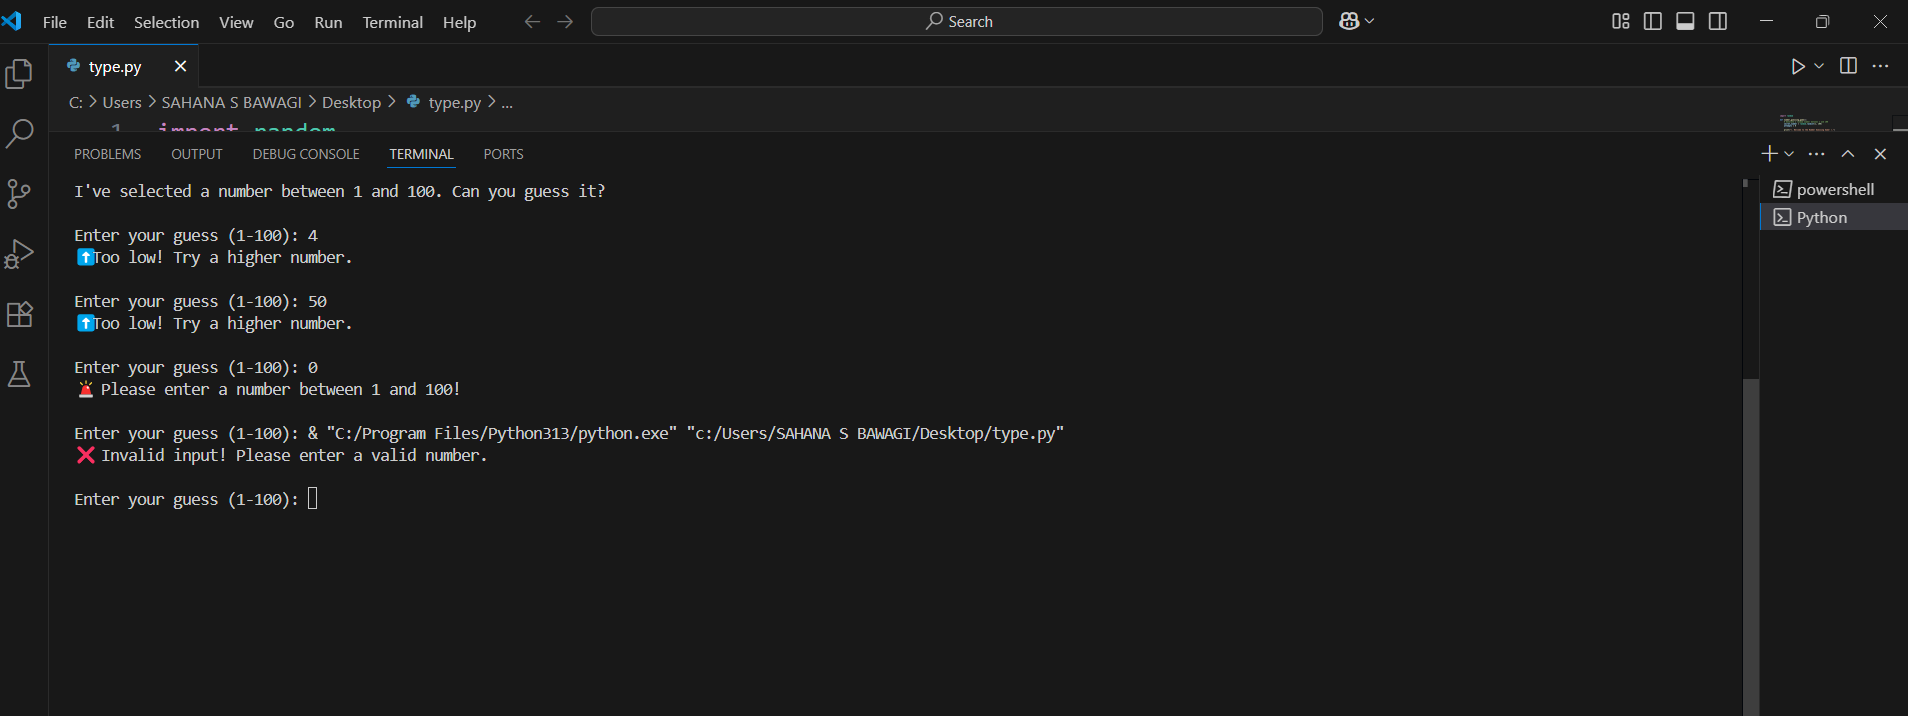 File Edit Selection View Go Run Terminal Help Search
type.py
C: > Users > SAHANA S BAWAGI > Desktop > type.py > ...
1 import random
PROBLEMS OUTPUT DEBUG CONSOLE TERMINAL PORTS
I've selected a number between 1 and 100. Can you guess it?
Enter your guess (1-100): 4
⬆️Too low! Try a higher number.
Enter your guess (1-100): 50
⬆️Too low! Try a higher number.
Enter your guess (1-100): 0
🚨 Please enter a number between 1 and 100!
Enter your guess (1-100): & "C:/Program Files/Python313/python.exe" "c:/Users/SAHANA S BAWAGI/Desktop/type.py"
❌ Invalid input! Please enter a valid number.
Enter your guess (1-100):
powershell
Python